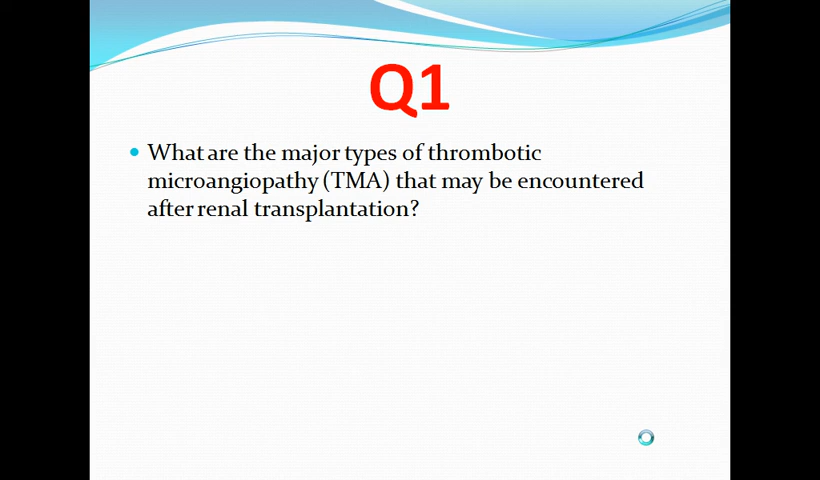 Q1
What are the major types of thrombotic
microangiopathy (TMA) that may be encountered
after renal transplantation?